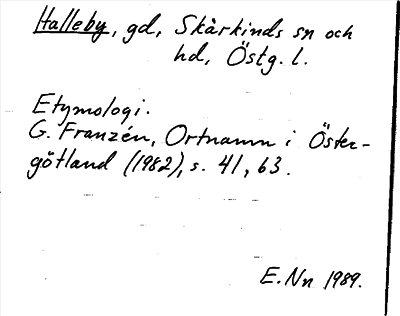 Halleby, gd, Skärkinds sn och
hd, Östg. l.
Etymologi.
G. Franzén, Ortnamn i Öster-
götland (1982), s. 41, 63.
E. Nn 1989.